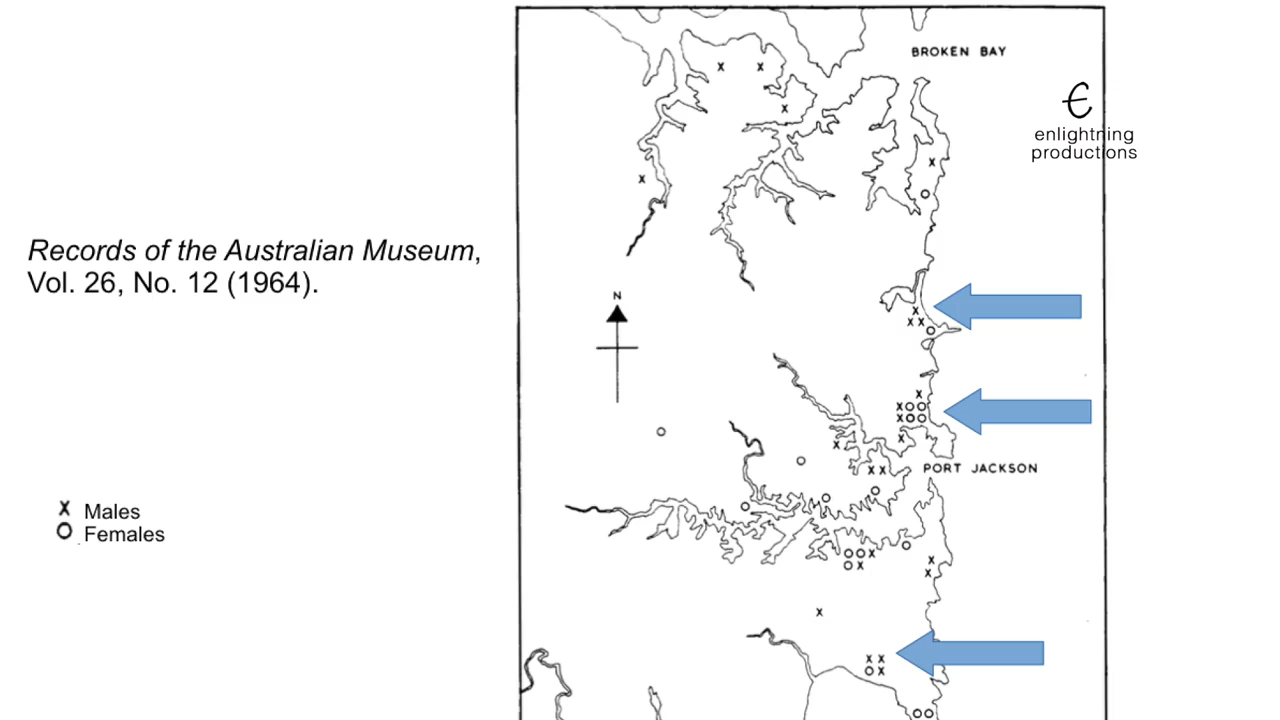 BROKEN BAY
€
enlightning
productions
Records of the Australian Museum,
Vol. 26, No. 12 (1964).
N
PORT JACKSON
x Males
o Females